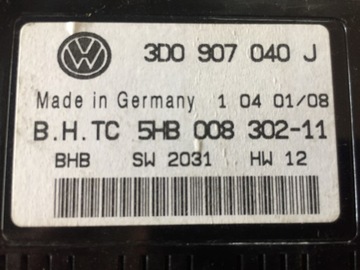 3D0 907 040 J
Made in Germany 1 04 01/08
B.H.TC 5HB 008 302-11
BHB SW 2031 HW 12